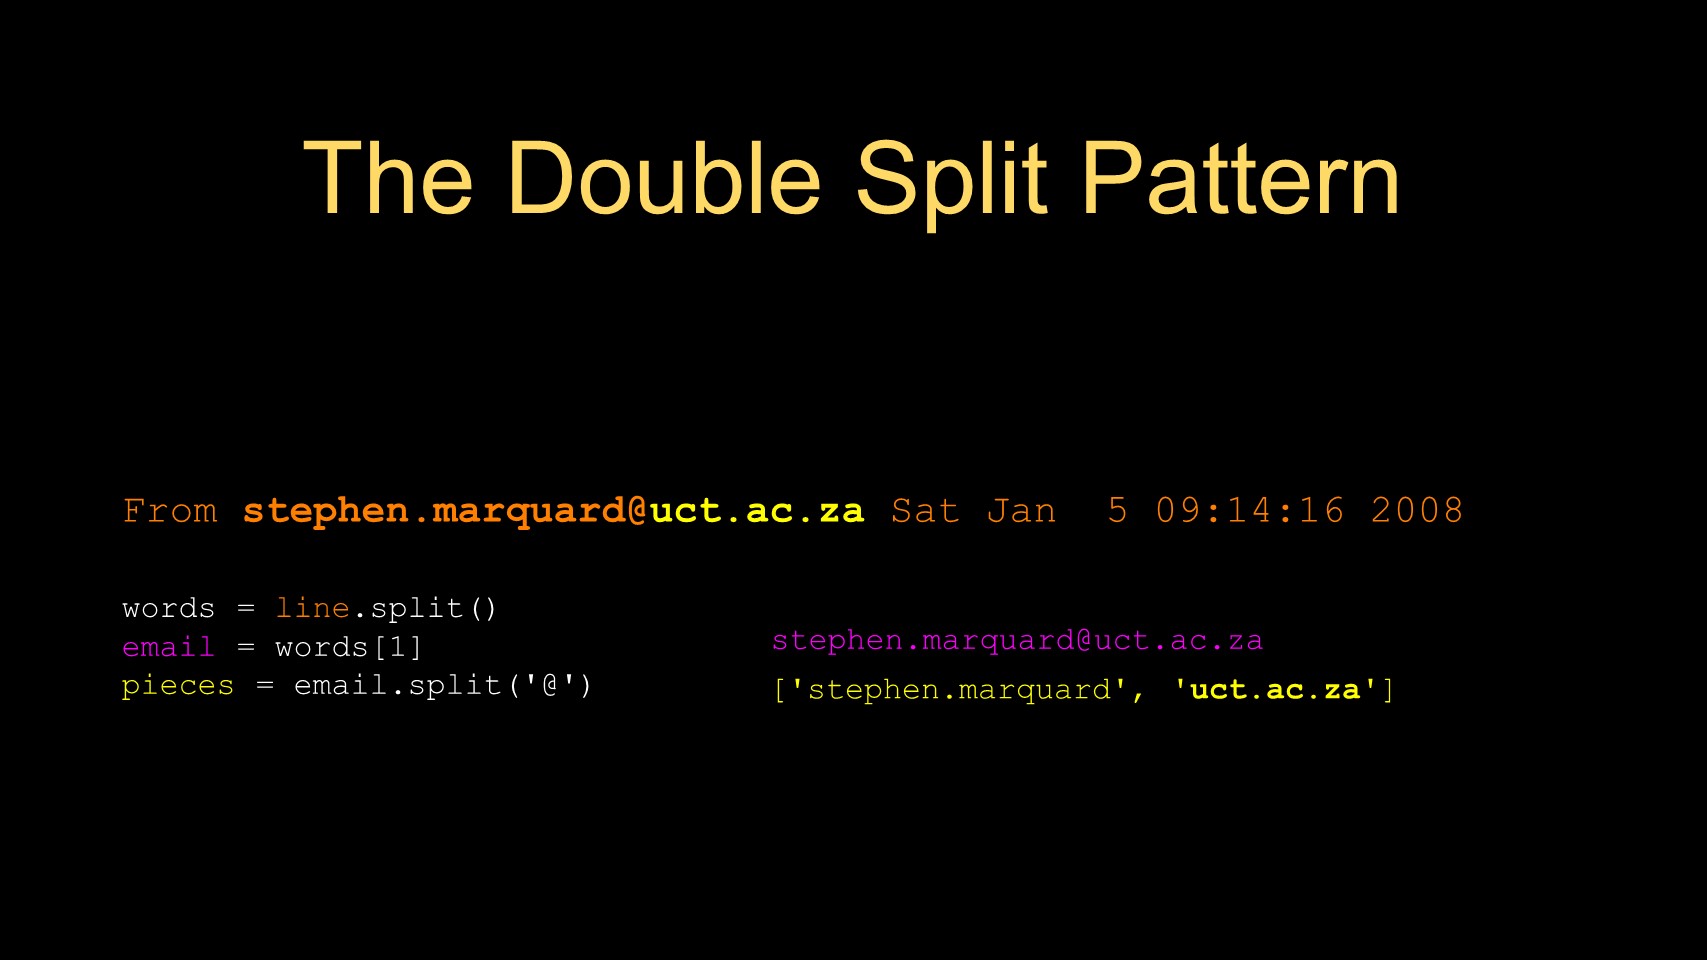 The Double Split Pattern
From stephen.marquard@uct.ac.za Sat Jan  5 09:14:16 2008
words = line.split()
email = words[1]
pieces = email.split('@')
stephen.marquard@uct.ac.za
['stephen.marquard', 'uct.ac.za']